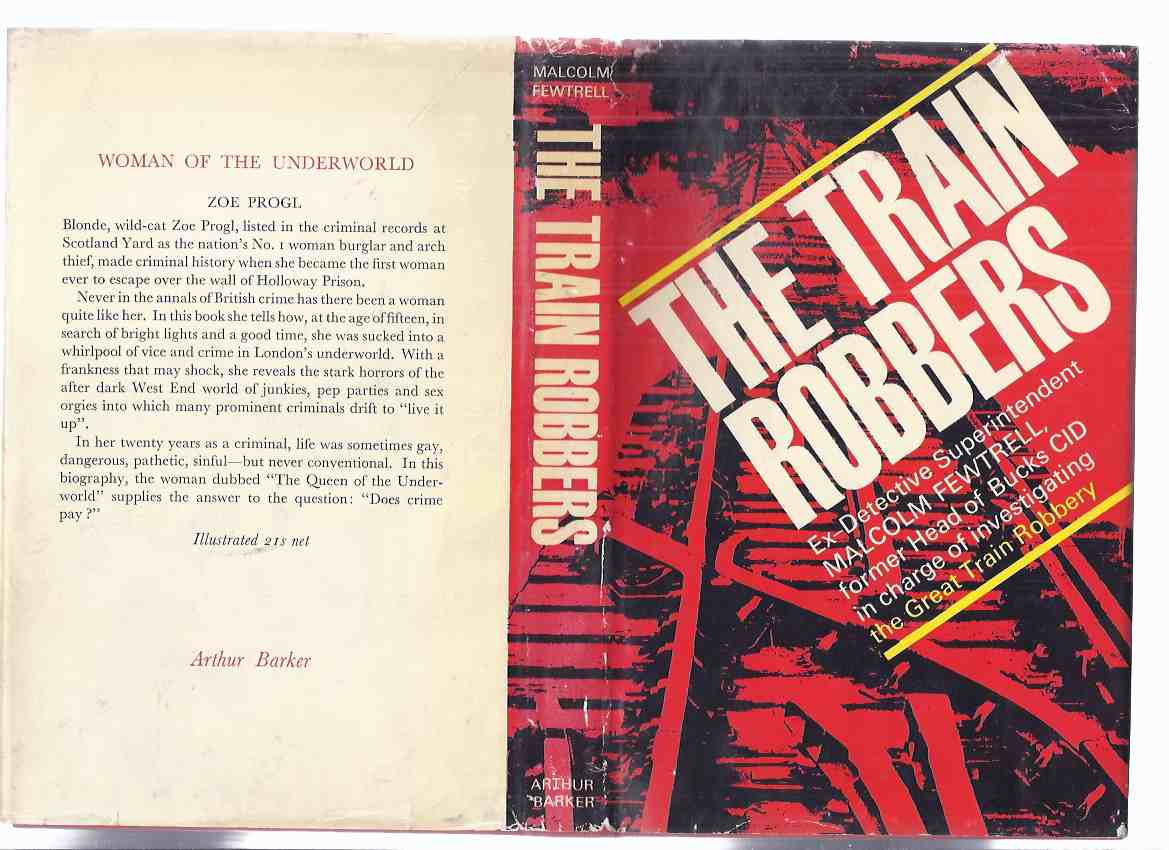 WOMAN OF THE UNDERWORLD
ZOE PROGL
Blonde, wild-cat Zoe Progl, listed in the criminal records at
Scotland Yard as the nation's No. 1 woman burglar and arch
thief, made criminal history when she became the first woman
ever to escape over the wall of Holloway Prison.
Never in the annals of British crime has there been a woman
quite like her. In this book she tells how, at the age of fifteen, in
search of bright lights and a good time, she was sucked into a
whirlpool of vice and crime in London's underworld. With a
frankness that may shock, she reveals the stark horrors of the
after dark West End world of junkies, pep parties and sex
orgies into which many prominent criminals drift to "live it
up".
In her twenty years as a criminal, life was sometimes gay,
dangerous, pathetic, sinful—but never conventional. In this
biography, the woman dubbed "The Queen of the Under-
world" supplies the answer to the question: "Does crime
pay?"
Illustrated 21s net
Arthur Barker
MALCOLM
FEWTRELL
THE TRAIN ROBBERS
ARTHUR
BARKER
THE TRAIN
ROBBERS
Ex-Detective Superintendent
MALCOLM FEWTRELL,
former Head of Bucks CID
in charge of investigating
the Great Train Robbery